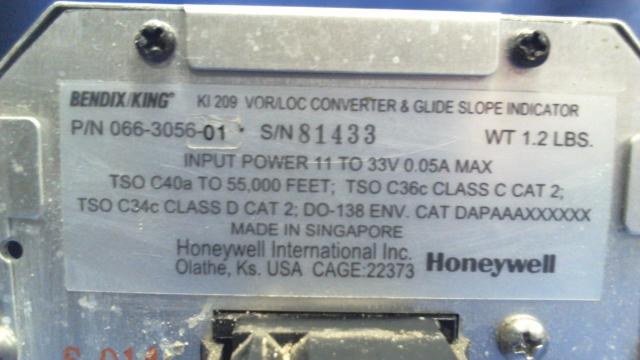 BENDIX/KING® KI 209 VOR/LOC CONVERTER & GLIDE SLOPE INDICATOR
P/N 066-3056-01 S/N 81433 WT 1.2 LBS.
INPUT POWER 11 TO 33V 0.05A MAX
TSO C40a TO 55,000 FEET; TSO C36c CLASS C CAT 2;
TSO C34c CLASS D CAT 2; DO-138 ENV. CAT DAPAAAXXXXXX
MADE IN SINGAPORE
Honeywell International Inc.
Olathe, Ks. USA CAGE:22373 Honeywell